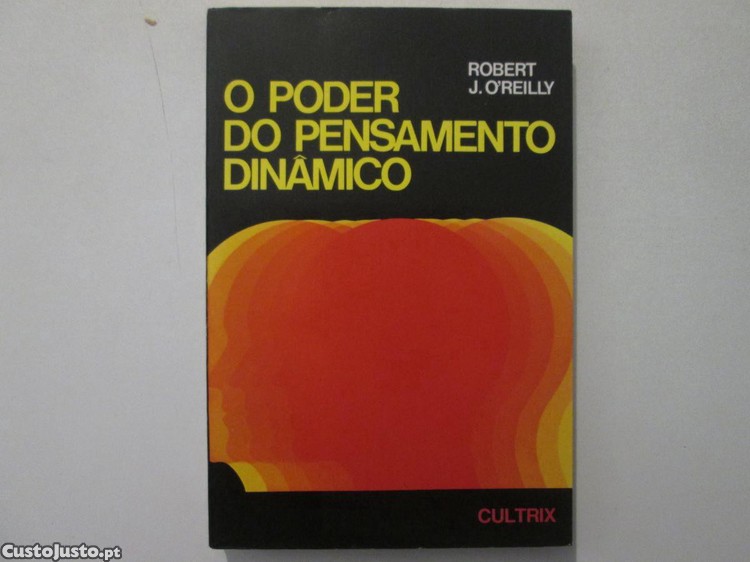 ROBERT
J. O'REILLY
O PODER
DO PENSAMENTO
DINÂMICO
CULTRIX
CustoJusto.pt